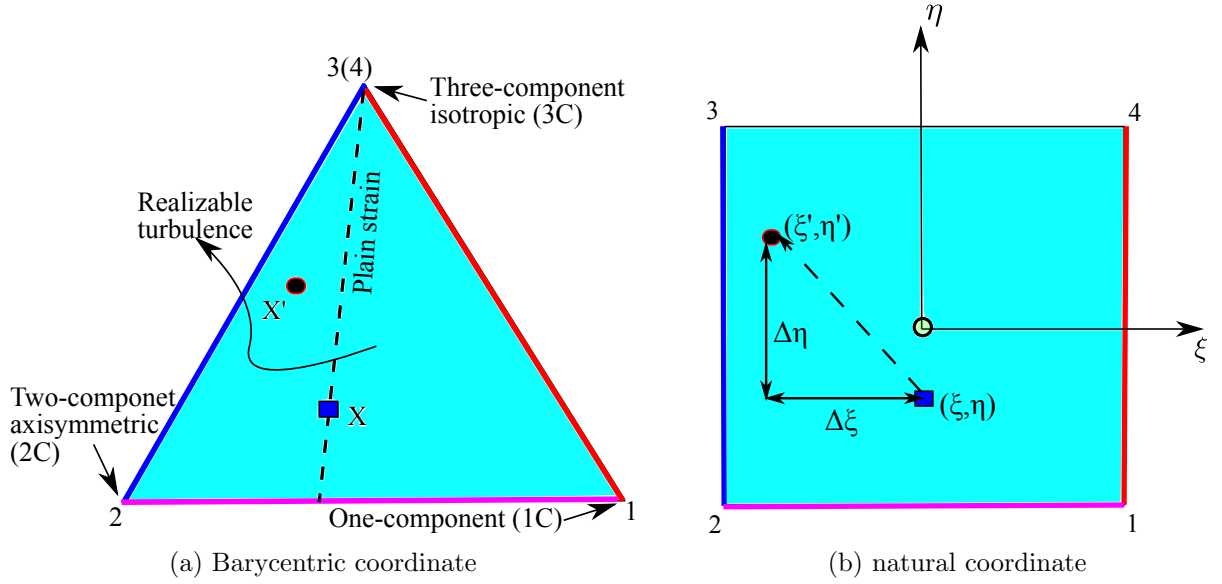 3(4)
Three-component
isotropic (3C)
Realizable
turbulence
Plain strain
X'
X
Two-componet
axisymmetric
(2C)
2
One-component (1C)
1
(a) Barycentric coordinate
η
3
4
(ξ',η')
Δη
ξ
(ξ,η)
Δξ
2
1
(b) natural coordinate